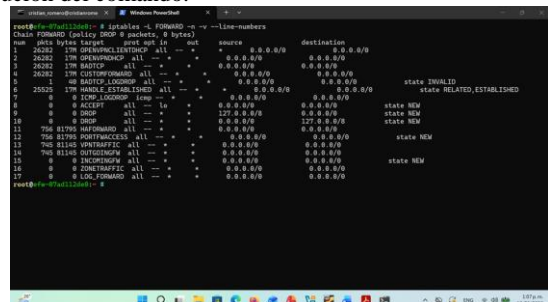 ción del comando.
cristian_romero@cristianromo
Windows PowerShell
root@efw-07ad112de8:~ # iptables -L FORWARD -n -v --line-numbers
Chain FORWARD (policy DROP 0 packets, 0 bytes)
num pkts bytes target prot opt in out source destination
1 26282 17M OPENVPNCLIENTDHCP all -- * * 0.0.0.0/0 0.0.0.0/0
2 26282 17M OPENVPNDHCP all -- * * 0.0.0.0/0 0.0.0.0/0
3 26282 17M BADTCP all -- * * 0.0.0.0/0 0.0.0.0/0
4 26282 17M CUSTOMFORWARD all -- * * 0.0.0.0/0 0.0.0.0/0
5 1 40 BADTCP_LOGDROP all -- * * 0.0.0.0/0 0.0.0.0/0 state INVALID
6 25525 17M HANDLE_ESTABLISHED all -- * * 0.0.0.0/0 0.0.0.0/0 state RELATED,ESTABLISHED
7 0 0 ICMP_LOGDROP icmp -- * * 0.0.0.0/0 0.0.0.0/0
8 0 0 ACCEPT all -- lo * 0.0.0.0/0 0.0.0.0/0 state NEW
9 0 0 DROP all -- * * 127.0.0.0/8 0.0.0.0/0 state NEW
10 0 0 DROP all -- * * 0.0.0.0/0 127.0.0.0/8 state NEW
11 756 81795 HAFORWARD all -- * * 0.0.0.0/0 0.0.0.0/0
12 756 81795 PORTFWACCESS all -- * * 0.0.0.0/0 0.0.0.0/0 state NEW
13 745 81145 VPNTRAFFIC all -- * * 0.0.0.0/0 0.0.0.0/0
14 745 81145 OUTGOINGFW all -- * * 0.0.0.0/0 0.0.0.0/0
15 0 0 INCOMINGFW all -- * * 0.0.0.0/0 0.0.0.0/0 state NEW
16 0 0 ZONETRAFFIC all -- * * 0.0.0.0/0 0.0.0.0/0
17 0 0 LOG_FORWARD all -- * * 0.0.0.0/0 0.0.0.0/0
root@efw-07ad112de8:~ #
ENG
1:07 p.m.